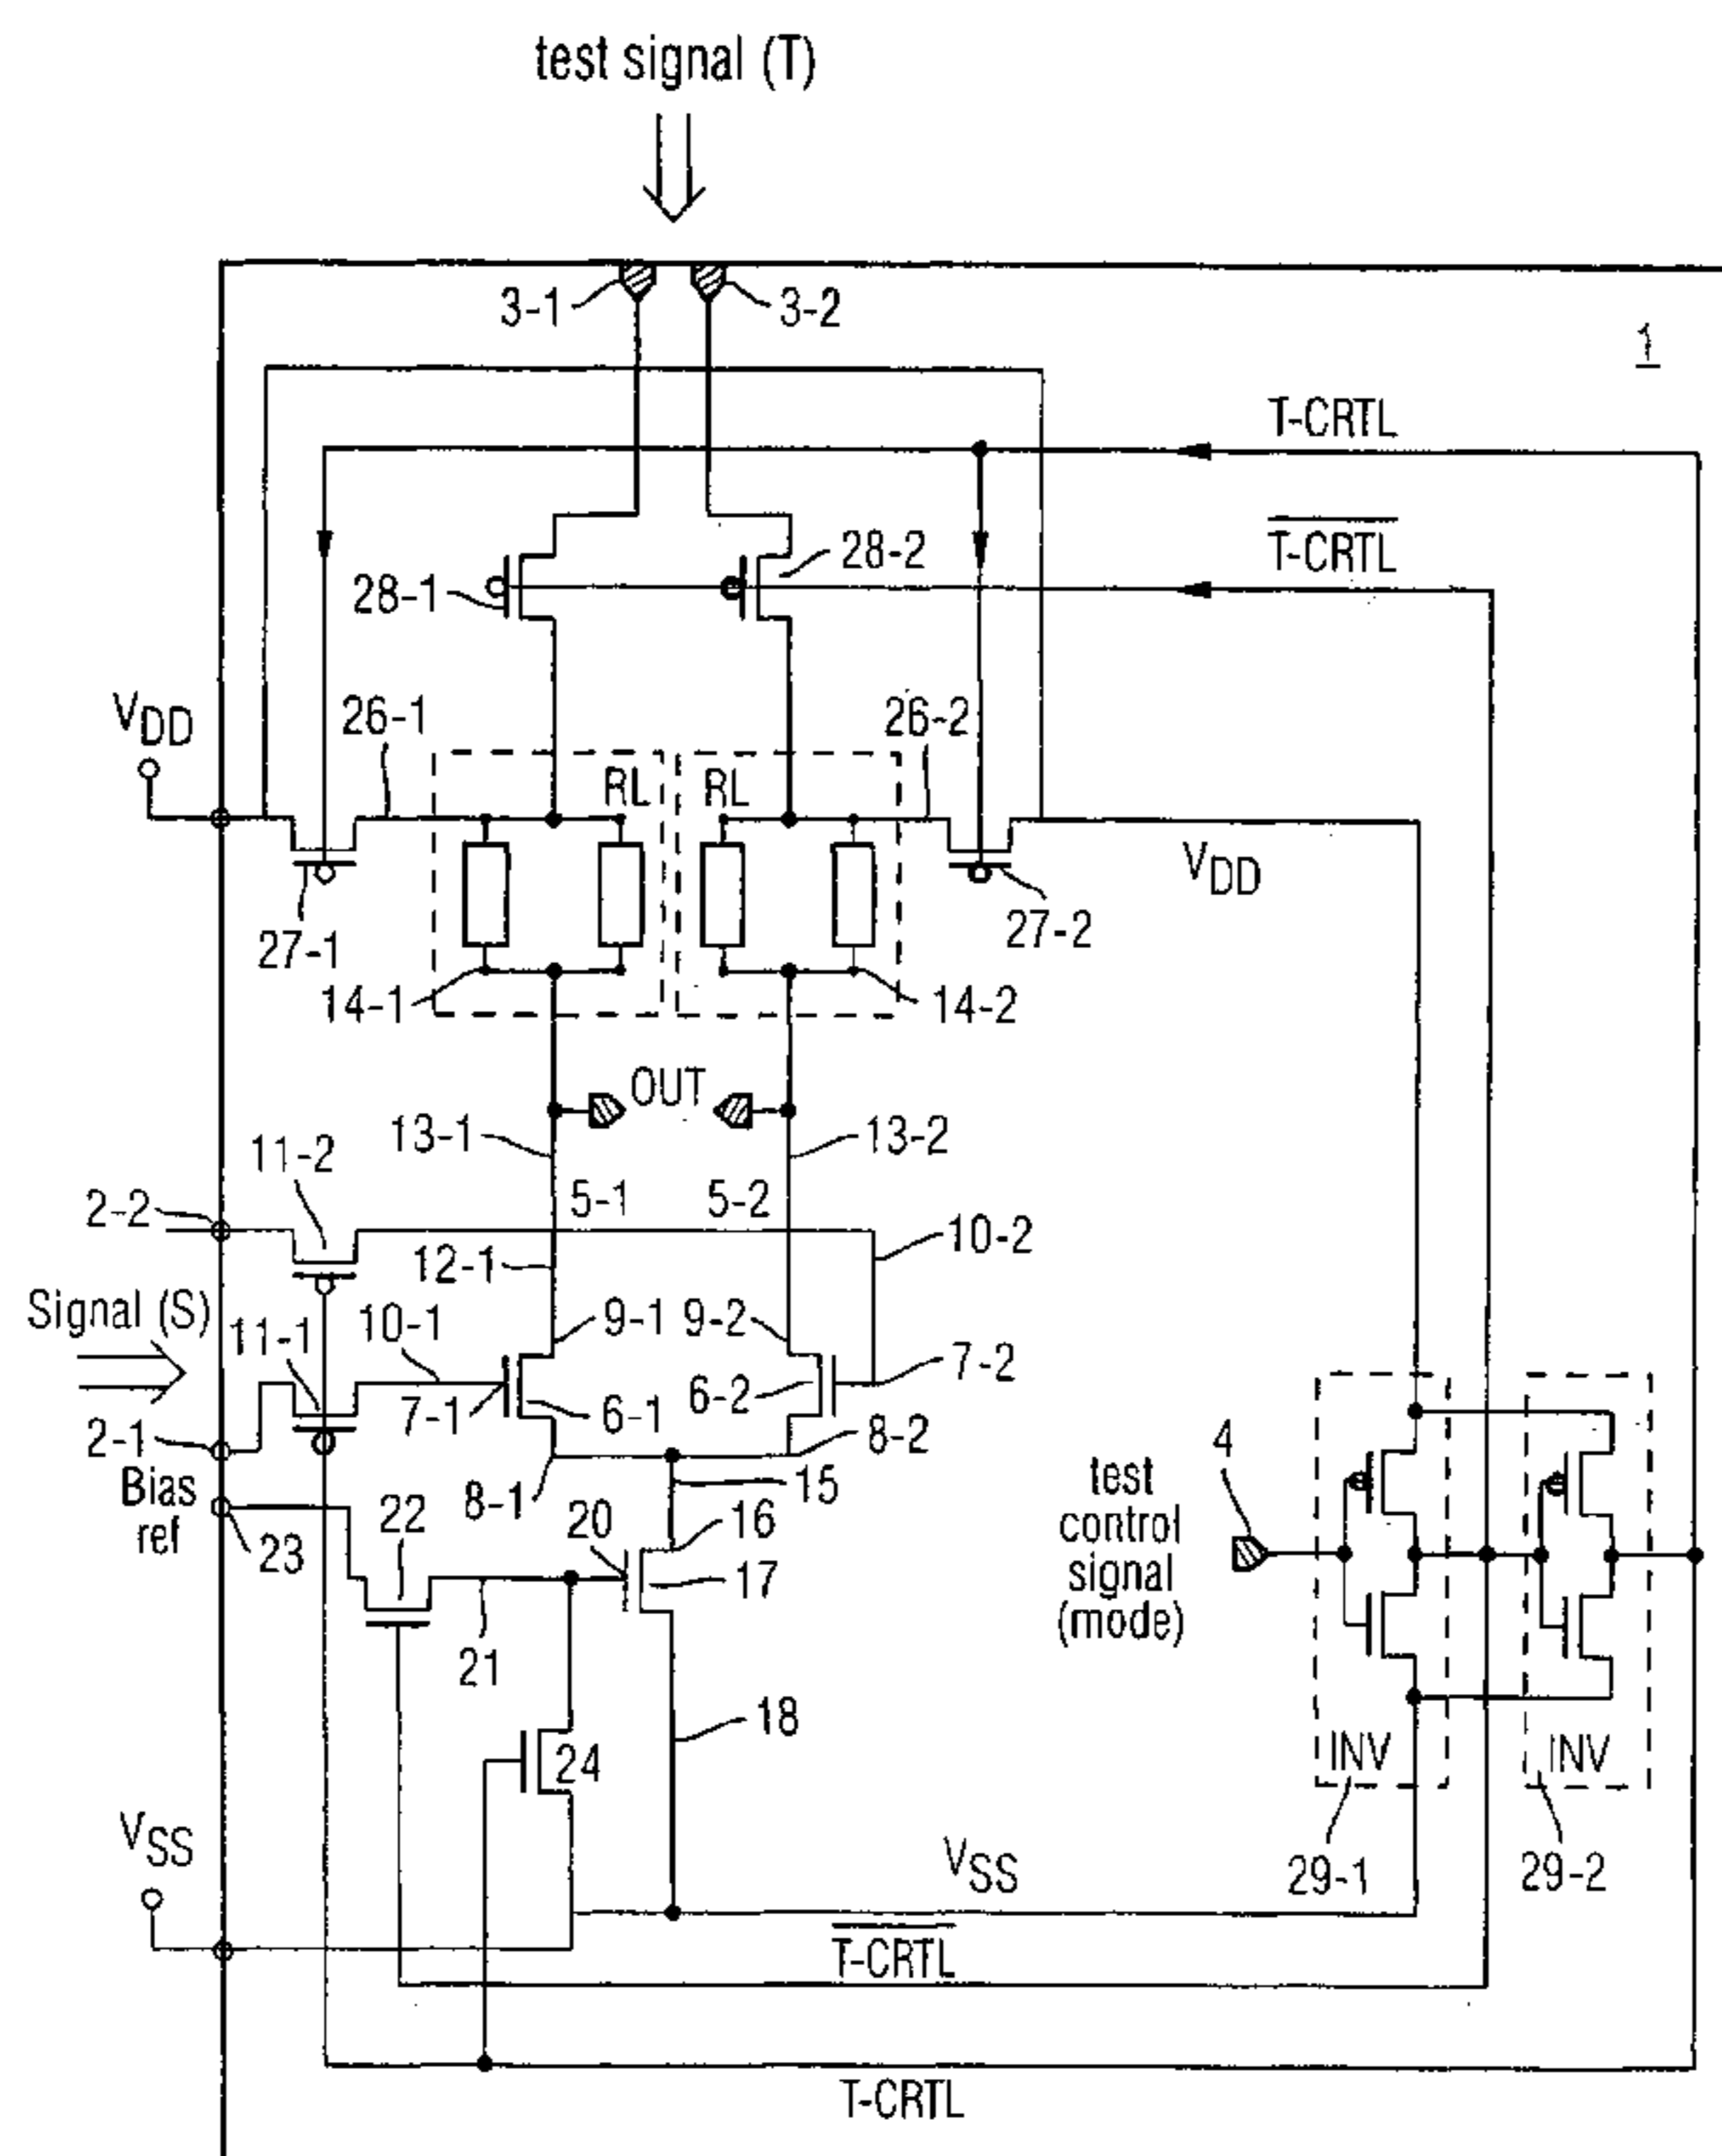 test signal (T)
3-1
3-2
1
T-CRTL
T-CRTL
28-2
28-1
VDD
26-1
26-2
RL
RL
VDD
27-1
27-2
14-1
14-2
OUT
13-1
13-2
11-2
5-1
5-2
2-2
10-2
12-1
Signal (S)
11-1
10-1
9-1
9-2
7-2
7-1
6-1
6-2
2-1
8-2
4
Bias
ref
8-1
15
test
control
signal
(mode)
20
16
22
23
17
21
18
24
INV
INV
VSS
VSS
29-1
29-2
T-CRTL
T-CRTL